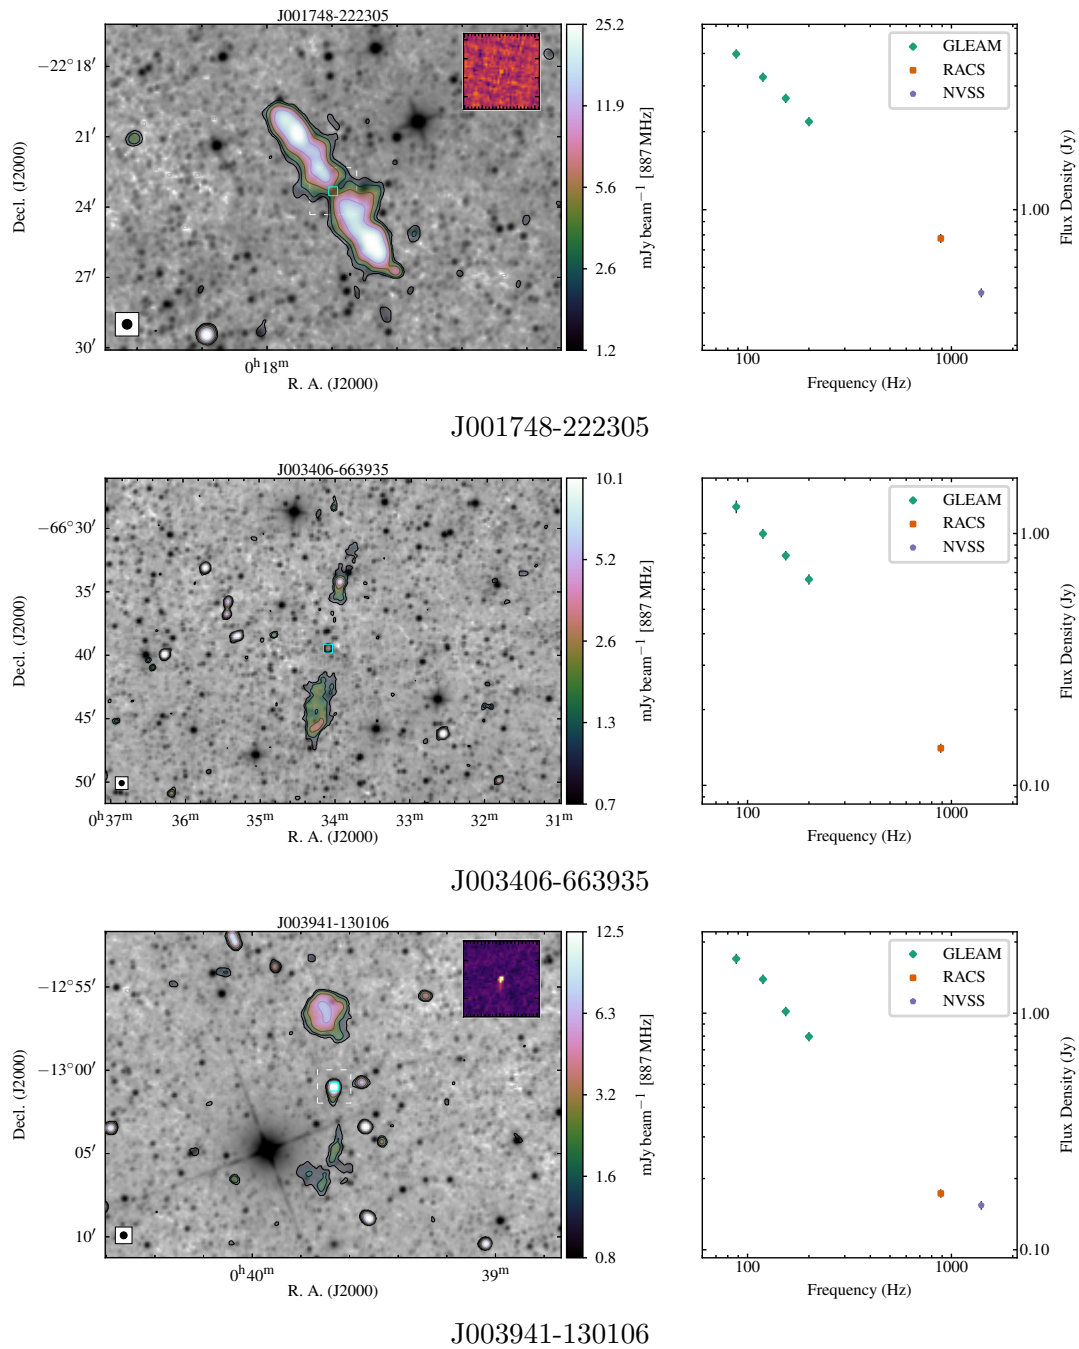 J001748-222305
−22°18′
21′
24′
27′
30′
Decl. (J2000)
0ʰ18ᵐ
R. A. (J2000)
25.2
11.9
5.6
2.6
1.2
mJy beam⁻¹ [887 MHz]
GLEAM
RACS
NVSS
1.00
Flux Density (Jy)
100
1000
Frequency (Hz)
J001748-222305
J003406-663935
−66°30′
35′
40′
45′
50′
Decl. (J2000)
0ʰ37ᵐ 36ᵐ 35ᵐ 34ᵐ 33ᵐ 32ᵐ 31ᵐ
R. A. (J2000)
10.1
5.2
2.6
1.3
0.7
mJy beam⁻¹ [887 MHz]
GLEAM
RACS
NVSS
1.00
0.10
Flux Density (Jy)
100
1000
Frequency (Hz)
J003406-663935
J003941-130106
−12°55′
−13°00′
05′
10′
Decl. (J2000)
0ʰ40ᵐ 39ᵐ
R. A. (J2000)
12.5
6.3
3.2
1.6
0.8
mJy beam⁻¹ [887 MHz]
GLEAM
RACS
NVSS
1.00
0.10
Flux Density (Jy)
100
1000
Frequency (Hz)
J003941-130106